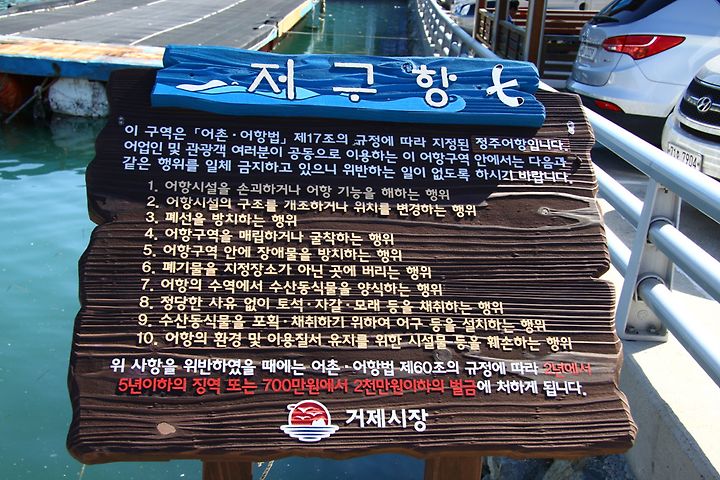 저구항
이 구역은 「어촌·어항법」 제17조의 규정에 따라 지정된 정주어항입니다.
어업인 및 관광객 여러분이 공동으로 이용하는 이 어항구역 안에서는 다음과
같은 행위를 일체 금지하고 있으니 위반하는 일이 없도록 하시기 바랍니다.
1. 어항시설을 손괴하거나 어항 기능을 해하는 행위
2. 어항시설의 구조를 개조하거나 위치를 변경하는 행위
3. 폐선을 방치하는 행위
4. 어항구역을 매립하거나 굴착하는 행위
5. 어항구역 안에 장애물을 방치하는 행위
6. 폐기물을 지정장소가 아닌 곳에 버리는 행위
7. 어항의 수역에서 수산동식물을 양식하는 행위
8. 정당한 사유 없이 토석·자갈·모래 등을 채취하는 행위
9. 수산동식물을 포획·채취하기 위하여 어구 등을 설치하는 행위
10. 어항의 환경 및 이용질서 유지를 위한 시설물 등을 훼손하는 행위
위 사항을 위반하였을 때에는 어촌·어항법 제60조의 규정에 따라 2년에서
5년이하의 징역 또는 700만원에서 2천만원이하의 벌금에 처하게 됩니다.
거제시장